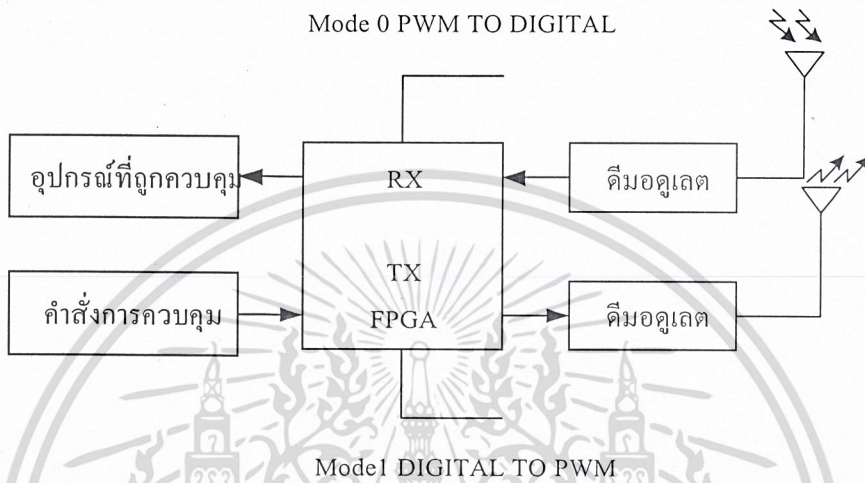 Mode 0 PWM TO DIGITAL
อุปกรณ์ที่ถูกควบคุม
RX
ดีมอดูเลต
TX
คำสั่งการควบคุม
FPGA
ดีมอดูเลต
Mode1 DIGITAL TO PWM